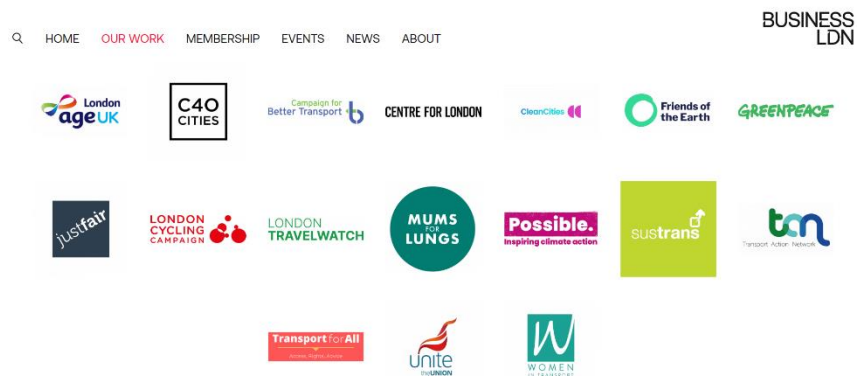 BUSINESS
LDN
HOME OUR WORK MEMBERSHIP EVENTS NEWS ABOUT
London
age UK
C40
CITIES
Campaign for
Better Transport
CENTRE FOR LONDON
CleanCities
Friends of
the Earth
GREENPEACE
just fair
LONDON
CYCLING
CAMPAIGN
LONDON
TRAVELWATCH
MUMS
FOR
LUNGS
Possible.
Inspiring climate action
sustrans
tan
Transport Action Network
Transport for All
unite
the UNION
W
WOMEN
IN TRANSPORT